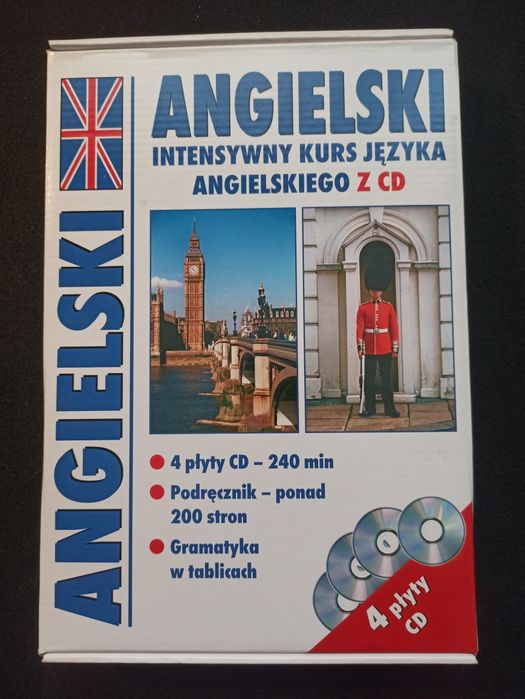 ANGIELSKI
ANGIELSKI
INTENSYWNY KURS JĘZYKA
ANGIELSKIEGO Z CD
4 płyty CD – 240 min
Podręcznik – ponad
200 stron
Gramatyka
w tablicach
4 płyty
CD